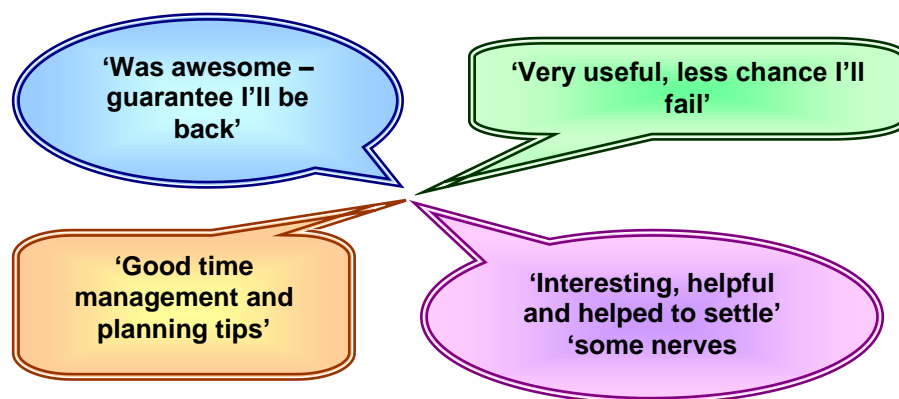 ‘Was awesome –
guarantee I’ll be
back’
‘Very useful, less chance I’ll
fail’
‘Good time
management and
planning tips’
‘Interesting, helpful
and helped to settle’
‘some nerves